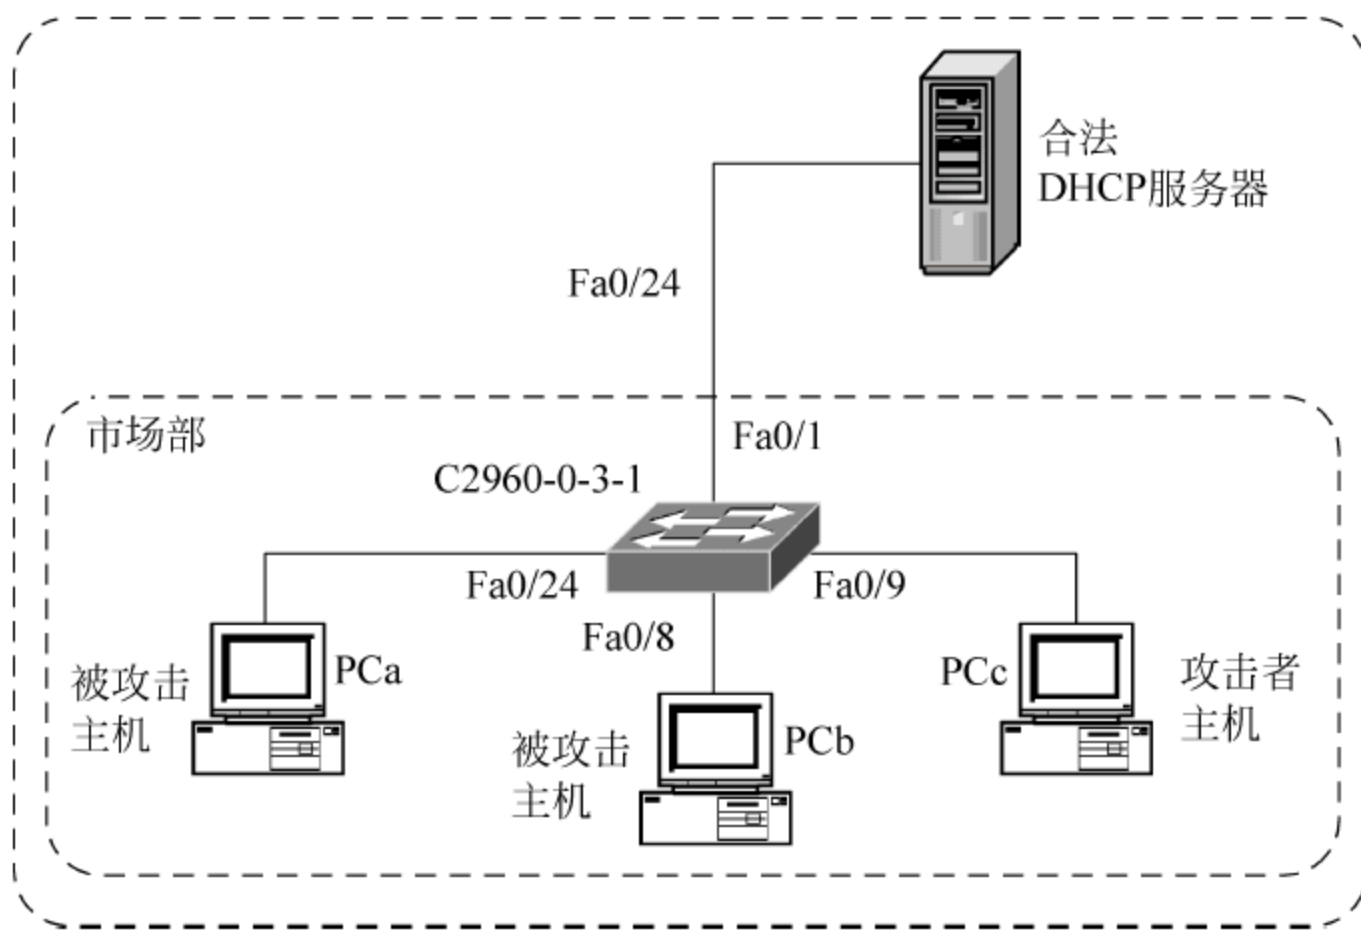 合法
DHCP服务器
Fa0/24
市场部
Fa0/1
C2960-0-3-1
Fa0/24
Fa0/9
Fa0/8
被攻击
主机
PCa
被攻击
主机
PCb
PCc
攻击者
主机